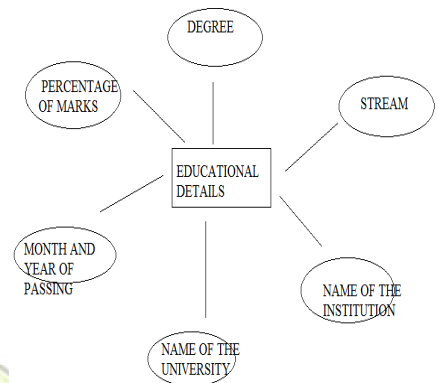 DEGREE
PERCENTAGE
OF MARKS
STREAM
EDUCATIONAL
DETAILS
MONTH AND
YEAR OF
PASSING
NAME OF THE
INSTITUTION
NAME OF THE
UNIVERSITY